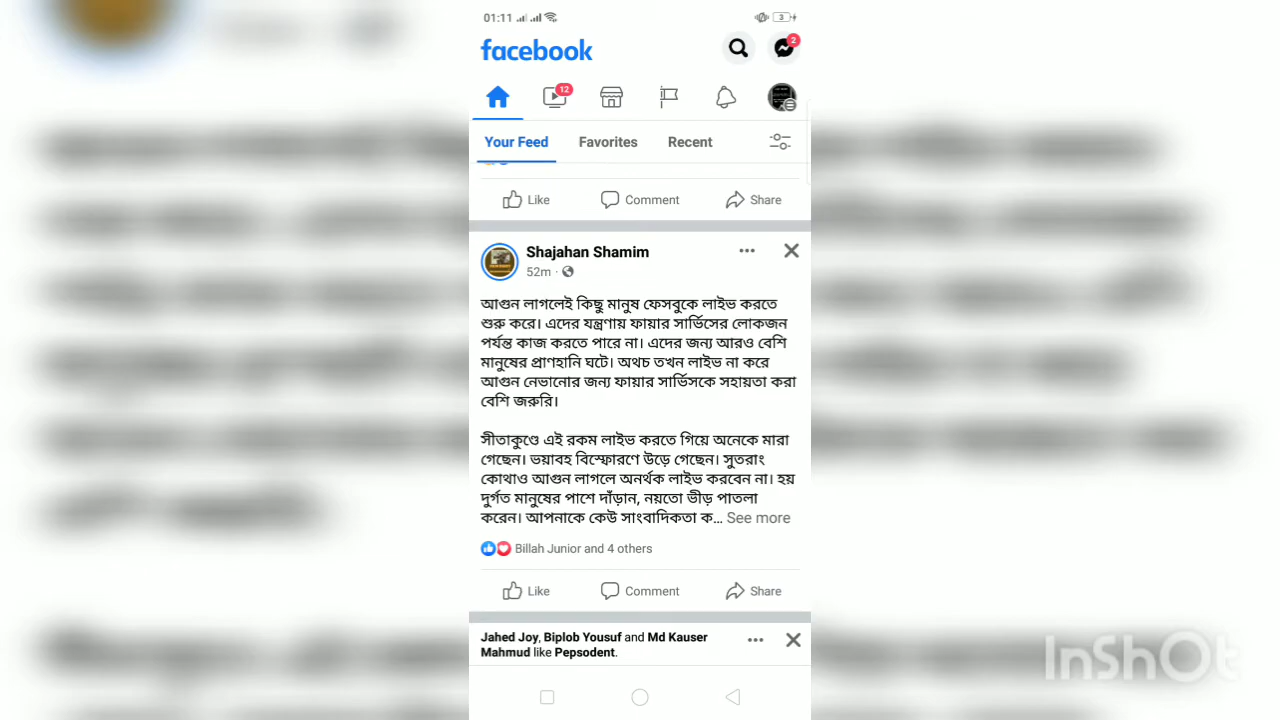 01:11
3
facebook
2
12
Your Feed
Favorites
Recent
Like
Comment
Share
Shajahan Shamim
52m
আগুন লাগলেই কিছু মানুষ ফেসবুকে লাইভ করতে
শুরু করে। এদের যন্ত্রণায় ফায়ার সার্ভিসের লোকজন
পর্যন্ত কাজ করতে পারে না। এদের জন্য আরও বেশি
মানুষের প্রাণহানি ঘটে। অথচ তখন লাইভ না করে
আগুন নেভানোর জন্য ফায়ার সার্ভিসকে সহায়তা করা
বেশি জরুরি।
সীতাকুণ্ডে এই রকম লাইভ করতে গিয়ে অনেকে মারা
গেছেন। ভয়াবহ বিস্ফোরণে উড়ে গেছেন। সুতরাং
কোথাও আগুন লাগলে অনর্থক লাইভ করবেন না। হয়
দুর্গত মানুষের পাশে দাঁড়ান, নয়তো ভীড় পাতলা
করেন। আপনাকে কেউ সাংবাদিকতা ক... See more
Billah Junior and 4 others
Like
Comment
Share
Jahed Joy, Biplob Yousuf and Md Kauser
Mahmud like Pepsodent.
InShOt